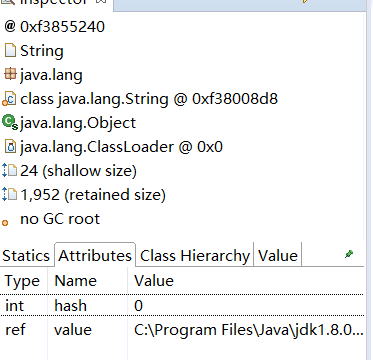 Inspector
@ 0xf3855240
String
java.lang
class java.lang.String @ 0xf38008d8
java.lang.Object
java.lang.ClassLoader @ 0x0
24 (shallow size)
1,952 (retained size)
no GC root
Statics Attributes Class Hierarchy Value
Type Name Value
int hash 0
ref value C:\Program Files\Java\jdk1.8.0...